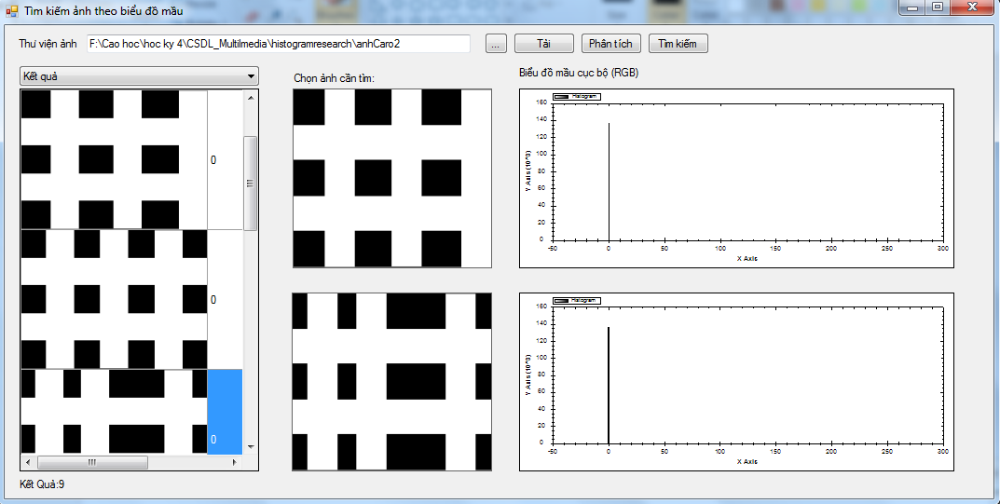 Tìm kiếm ảnh theo biểu đồ mầu
Thư viện ảnh F:\Cao hoc\hoc ky 4\CSDL_Multilmedia\histogramresearch\anhCaro2 ... Tải Phân tích Tìm kiếm
Kết quả
0
0
0
Kết Quả:9
Chọn ảnh cần tìm:
Biểu đồ mầu cục bộ (RGB)
Histogram
Y Axis (10^3)
160
140
120
100
80
60
40
20
0
-50 0 50 100 150 200 250 300
X Axis
Histogram
Y Axis (10^3)
160
140
120
100
80
60
40
20
0
-50 0 50 100 150 200 250 300
X Axis